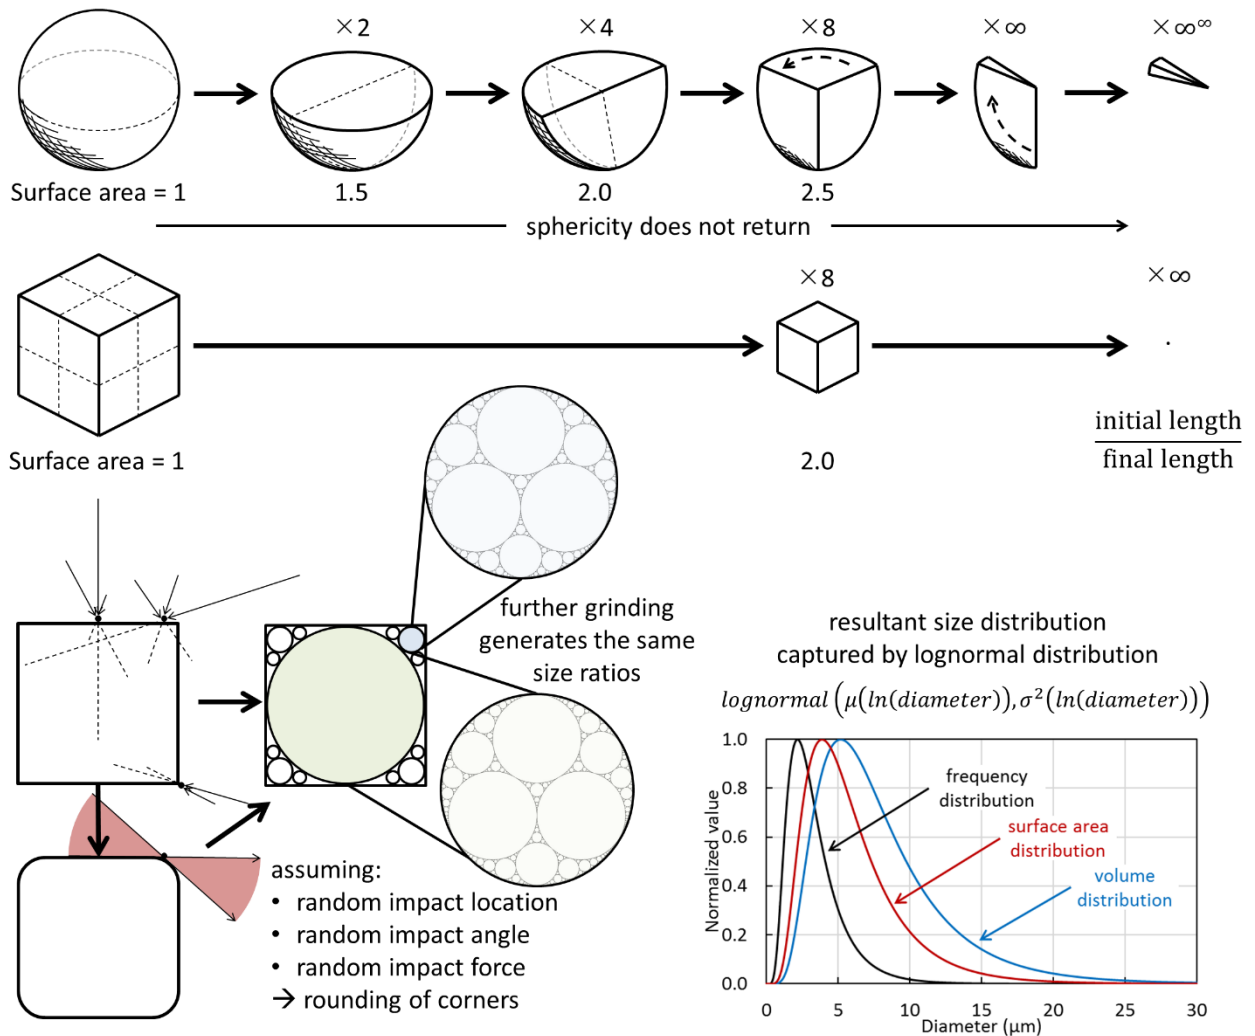 ×2
×4
×8
×∞
×∞^∞
Surface area = 1
1.5
2.0
2.5
sphericity does not return
×8
×∞
Surface area = 1
2.0
initial length
final length
further grinding
generates the same
size ratios
assuming:
• random impact location
• random impact angle
• random impact force
→ rounding of corners
resultant size distribution
captured by lognormal distribution
lognormal(μ(ln(diameter)), σ²(ln(diameter)))
1.0
0.8
0.6
0.4
0.2
0.0
Normalized value
frequency
distribution
surface area
distribution
volume
distribution
0 5 10 15 20 25 30
Diameter (μm)